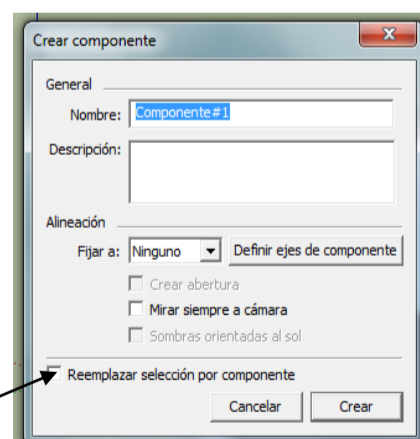 Crear componente
General
Nombre: Componente#1
Descripción:
Alineación
Fijar a: Ninguno Definir ejes de componente
Crear abertura
Mirar siempre a cámara
Sombras orientadas al sol
Reemplazar selección por componente
Cancelar Crear